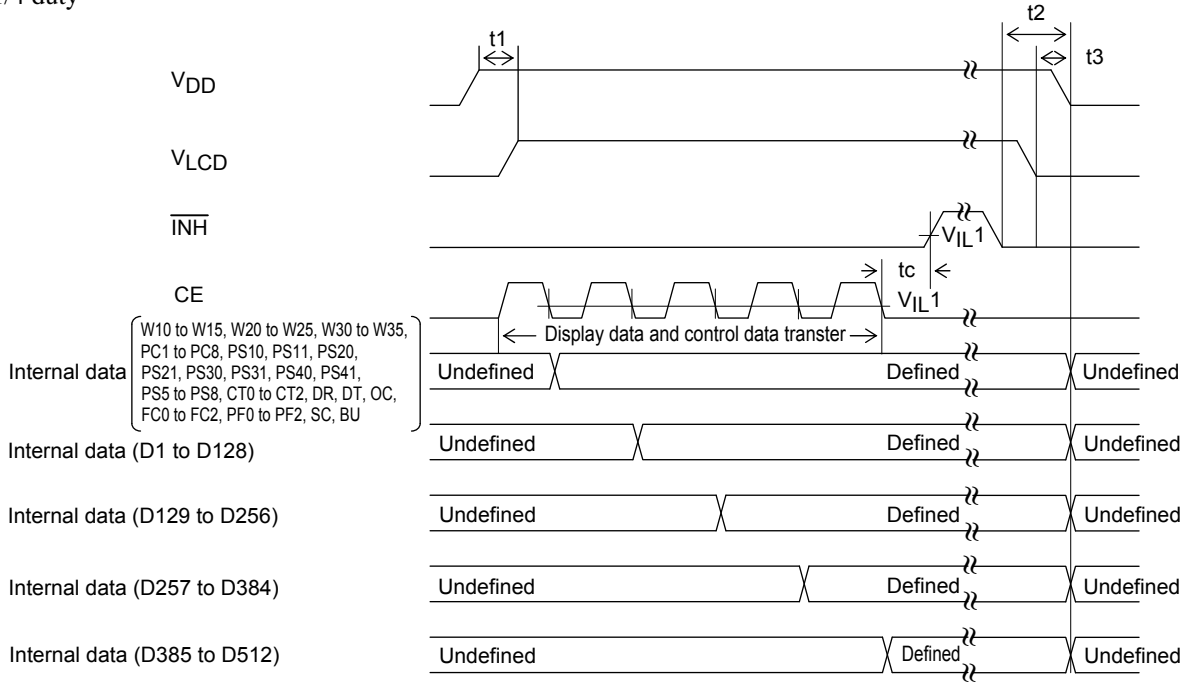 1/4 duty
t1
t2
t3
VDD
VLCD
INH
VIL1
tc
CE
VIL1
Display data and control data transter
Internal data
W10 to W15, W20 to W25, W30 to W35,
PC1 to PC8, PS10, PS11, PS20,
PS21, PS30, PS31, PS40, PS41,
PS5 to PS8, CT0 to CT2, DR, DT, OC,
FC0 to FC2, PF0 to PF2, SC, BU
Undefined Defined Undefined
Internal data (D1 to D128) Undefined Defined Undefined
Internal data (D129 to D256) Undefined Defined Undefined
Internal data (D257 to D384) Undefined Defined Undefined
Internal data (D385 to D512) Undefined Defined Undefined